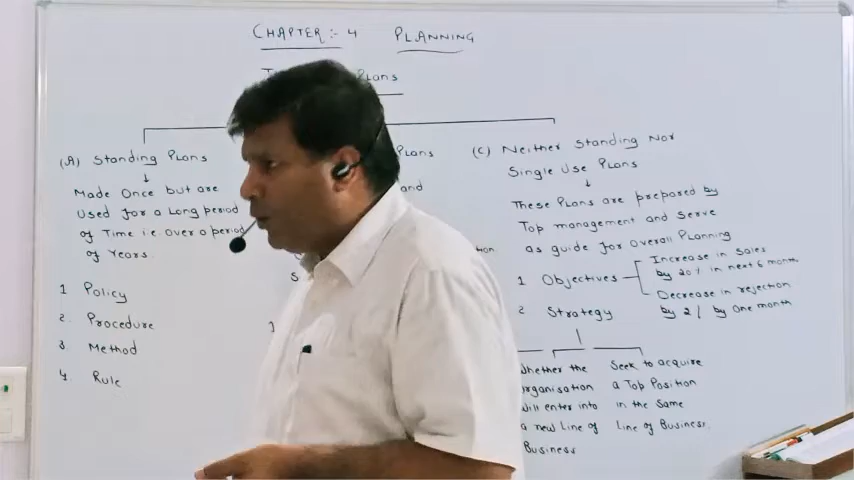 CHAPTER :- 4 PLANNING
Plans
(A) Standing Plans
Made Once but are
Used for a Long period
of Time i.e. over a period
of Years.
1 Policy
2. Procedure
3 Method
4 Rule
Plans
and
(C) Neither Standing Nor
Single Use Plans
These Plans are prepared by
Top management and Serve
as guide for Overall Planning
1 Objectives
Increase in Sales
by 20% in next 6 month
Decrease in rejection
by 2% by One month
2 Strategy
Whether the
organisation
will enter into
a new Line of
Business
Seek to acquire
a Top Position
in the Same
Line of Business.